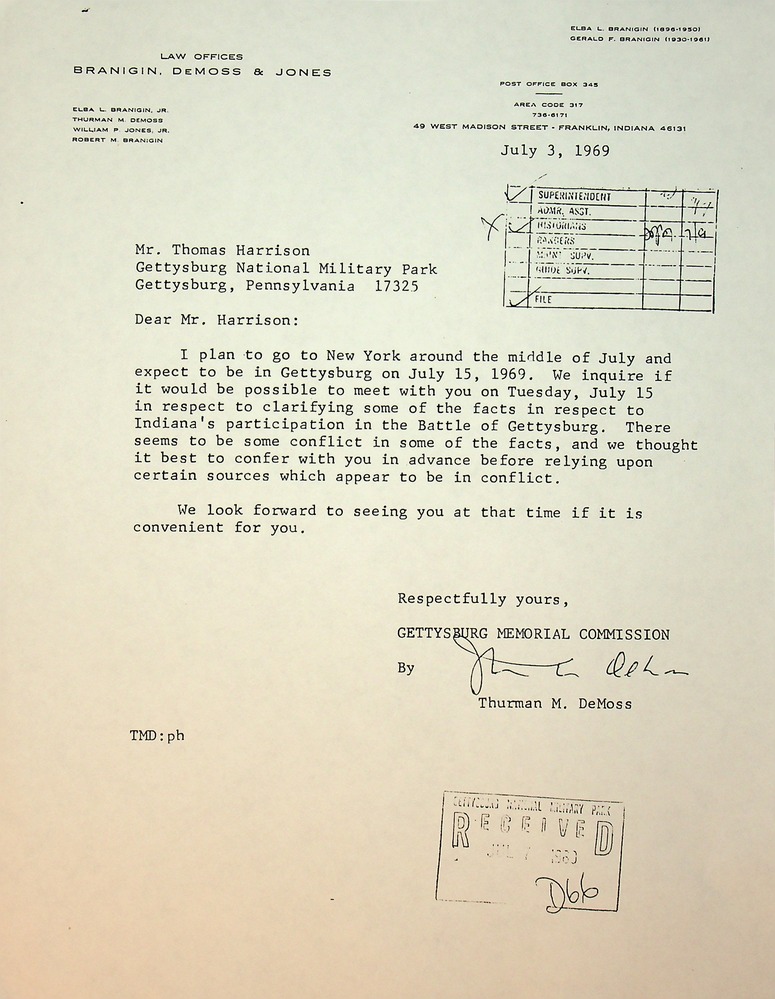 ELBA L. BRANIGIN (1896-1950)
GERALD F. BRANIGIN (1930-1961)
LAW OFFICES
BRANIGIN, DEMOSS & JONES
ELBA L. BRANIGIN, JR.
THURMAN M. DEMOSS
WILLIAM P. JONES, JR.
ROBERT M. BRANIGIN
POST OFFICE BOX 345
AREA CODE 317
736-6171
49 WEST MADISON STREET - FRANKLIN, INDIANA 46131
July 3, 1969
SUPERINTENDENT
ADMR. ASST.
HISTORIANS
RANGERS
MAINT SUPV.
GUIDE SUPV.
FILE
Mr. Thomas Harrison
Gettysburg National Military Park
Gettysburg, Pennsylvania 17325
Dear Mr. Harrison:
I plan to go to New York around the middle of July and
expect to be in Gettysburg on July 15, 1969. We inquire if
it would be possible to meet with you on Tuesday, July 15
in respect to clarifying some of the facts in respect to
Indiana's participation in the Battle of Gettysburg. There
seems to be some conflict in some of the facts, and we thought
it best to confer with you in advance before relying upon
certain sources which appear to be in conflict.
We look forward to seeing you at that time if it is
convenient for you.
Respectfully yours,
GETTYSBURG MEMORIAL COMMISSION
By
Thurman M. DeMoss
TMD:ph
GETTYSBURG NATIONAL MILITARY PARK
RECEIVED
JUL 7
D66